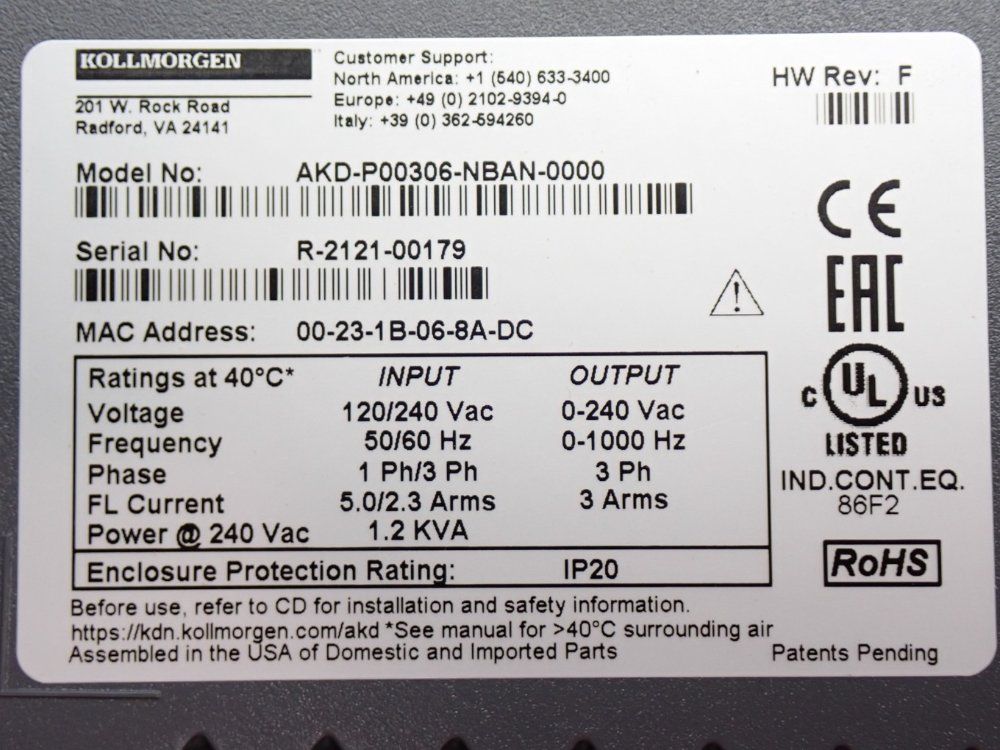 KOLLMORGEN
201 W. Rock Road
Radford, VA 24141
Customer Support:
North America: +1 (540) 633-3400
Europe: +49 (0) 2102-9394-0
Italy: +39 (0) 362-594260
HW Rev: F
Model No: AKD-P00306-NBAN-0000
Serial No: R-2121-00179
MAC Address: 00-23-1B-06-8A-DC
CE
EAC
C UL US
LISTED
IND.CONT.EQ.
86F2
RoHS
Ratings at 40°C* INPUT OUTPUT
Voltage 120/240 Vac 0-240 Vac
Frequency 50/60 Hz 0-1000 Hz
Phase 1 Ph/3 Ph 3 Ph
FL Current 5.0/2.3 Arms 3 Arms
Power @ 240 Vac 1.2 KVA
Enclosure Protection Rating: IP20
Before use, refer to CD for installation and safety information.
https://kdn.kollmorgen.com/akd *See manual for >40°C surrounding air
Assembled in the USA of Domestic and Imported Parts
Patents Pending